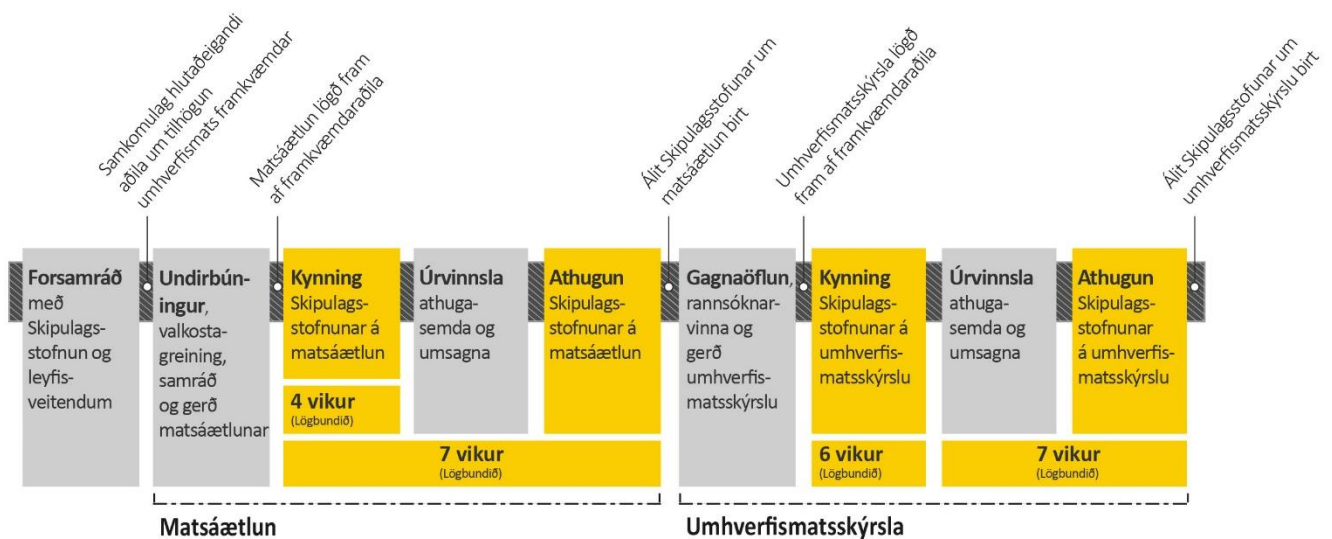 Samkomulag hlutaðeigandi
aðila um tilhögun
umhverfismats framkvæmdar
Matsáætlun lögð fram
af framkvæmdaraðila
Álit Skipulagsstofunar um
matsáætlun birt
Umhverfismatsskýrsla lögð
fram af framkvæmdaraðila
Álit Skipulagsstofunar um
umhverfismatsskýrslu birt
Forsamráð
með
Skipulags-
stofnun og
leyfis-
veitendum
Undirbún-
ingur,
valkosta-
greining,
samráð
og gerð
matsáætlunar
Kynning
Skipulags-
stofnunar á
matsáætlun
4 vikur
(Lögbundið)
Úrvinnsla
athuga-
semda og
umsagna
Athugun
Skipulags-
stofnunar á
matsáætlun
7 vikur
(Lögbundið)
Gagnaöflun,
rannsóknar-
vinna og
gerð
umhverfis-
matsskýrslu
Kynning
Skipulags-
stofnunar á
umhverfis-
matsskýrslu
6 vikur
(Lögbundið)
Úrvinnsla
athuga-
semda og
umsagna
Athugun
Skipulags-
stofnunar
á umhverfis-
matsskýrslu
7 vikur
(Lögbundið)
Matsáætlun
Umhverfismatsskýrsla